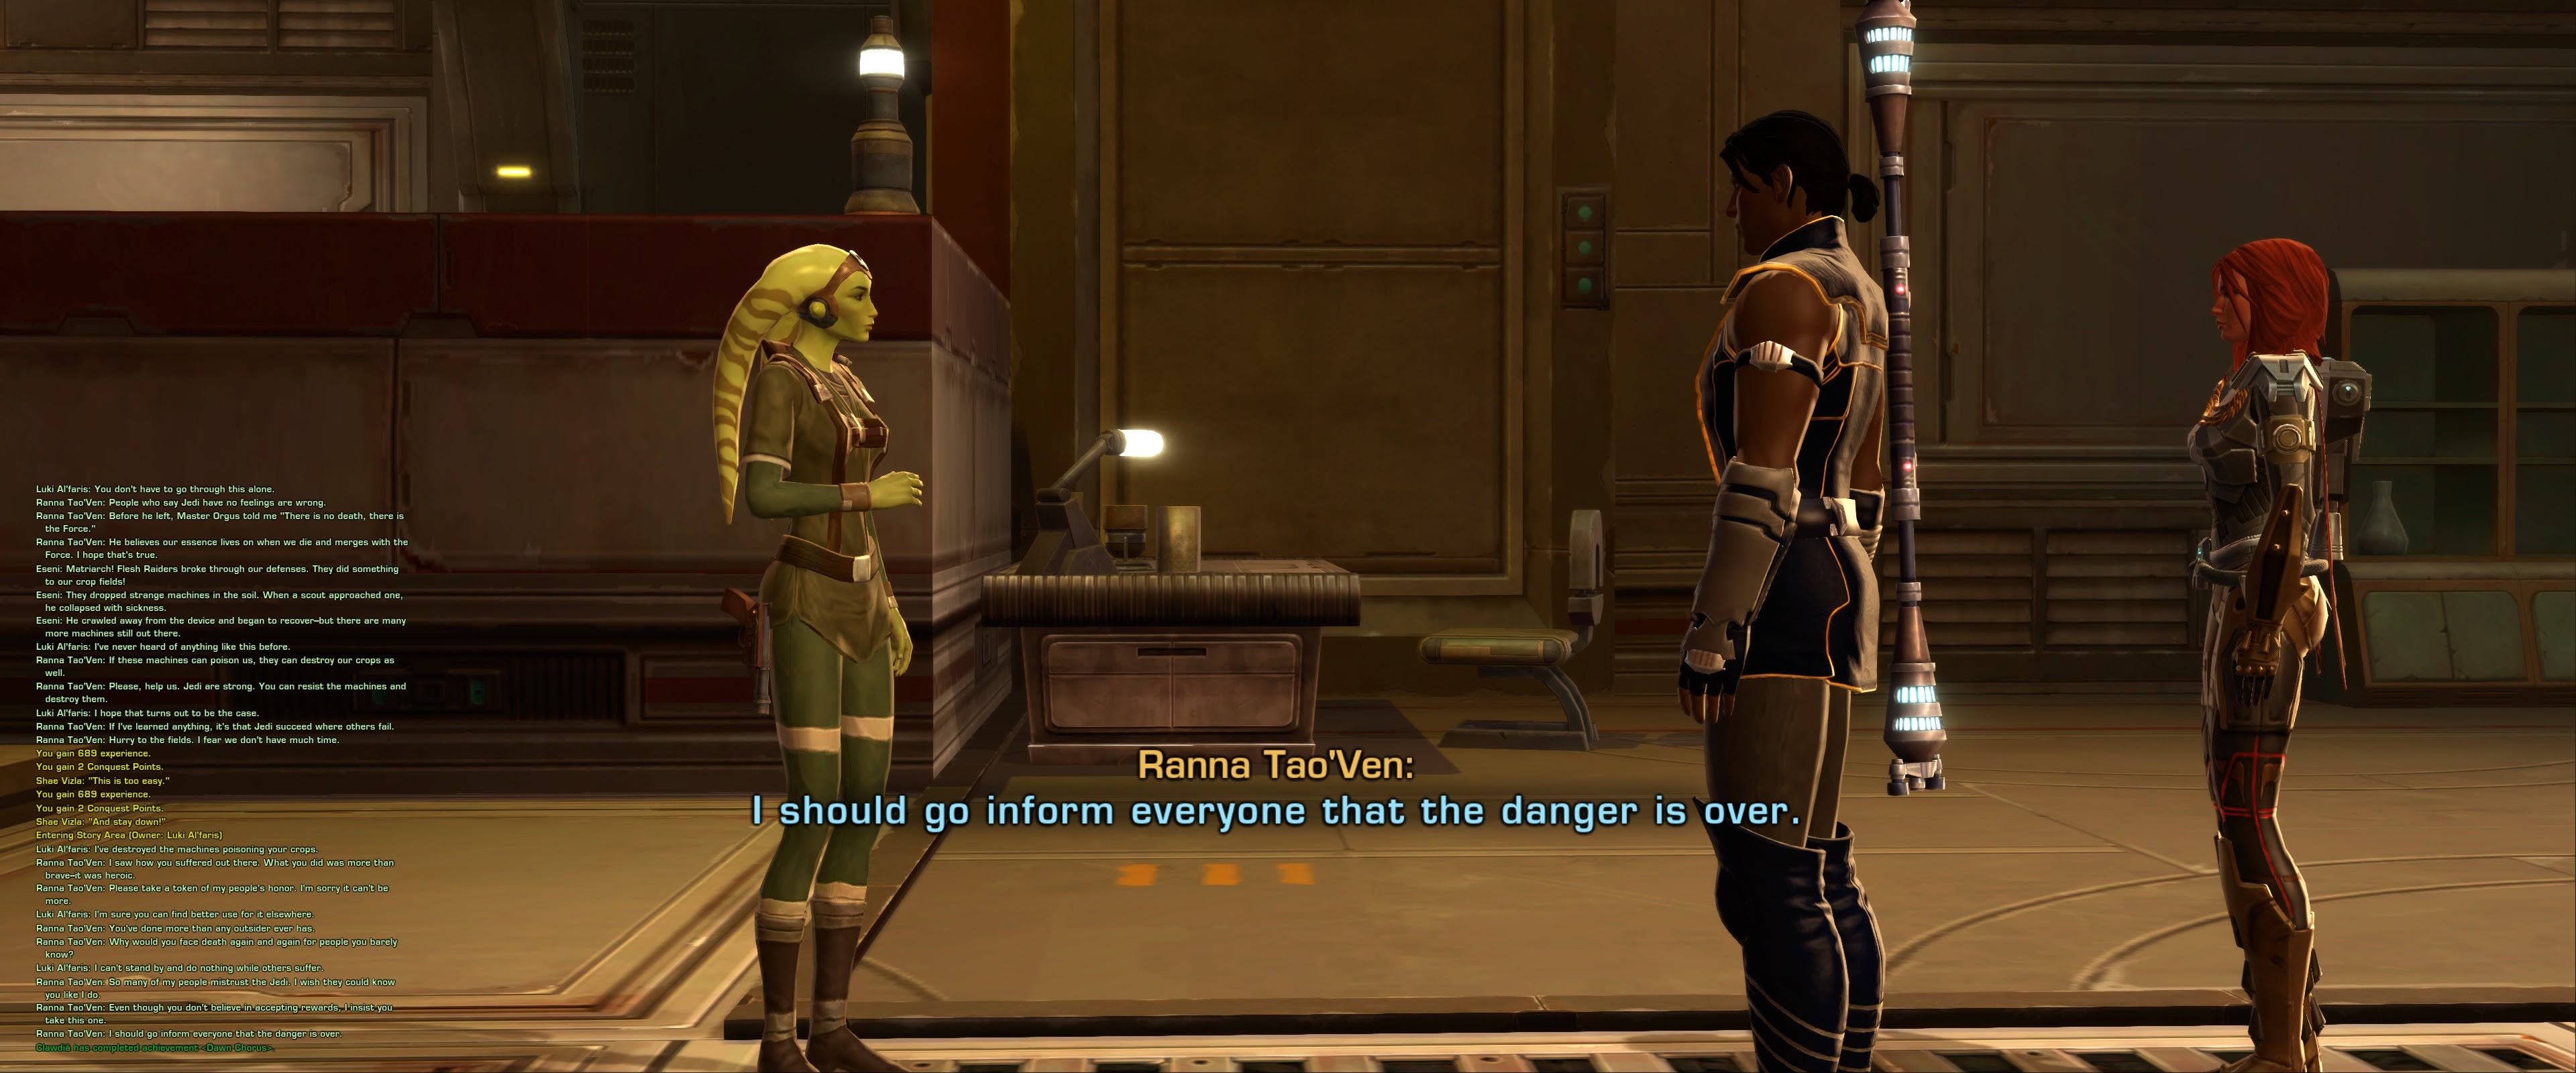 Luki Al'faris: You don't have to go through this alone.
Ranna Tao'Ven: People who say Jedi have no feelings are wrong.
Ranna Tao'Ven: Before he left, Master Orgus told me "There is no death, there is
the Force."
Ranna Tao'Ven: He believes our essence lives on when we die and merges with the
Force. I hope that's true.
Eseni: Matriarch! Flesh Raiders broke through our defenses. They did something
to our crop fields!
Eseni: They dropped strange machines in the soil. When a scout approached one,
he collapsed with sickness.
Eseni: He crawled away from the device and began to recover–but there are many
more machines still out there.
Luki Al'faris: I've never heard of anything like this before.
Ranna Tao'Ven: If these machines can poison us, they can destroy our crops as
well.
Ranna Tao'Ven: Please, help us. Jedi are strong. You can resist the machines and
destroy them.
Luki Al'faris: I hope that turns out to be the case.
Ranna Tao'Ven: If I've learned anything, it's that Jedi succeed where others fail.
Ranna Tao'Ven: Hurry to the fields. I fear we don't have much time.
You gain 689 experience.
You gain 2 Conquest Points.
Shae Vizla: "This is too easy."
You gain 689 experience.
You gain 2 Conquest Points.
Shae Vizla: "And stay down!"
Entering Story Area (Owner: Luki Al'faris)
Luki Al'faris: I've destroyed the machines poisoning your crops.
Ranna Tao'Ven: I saw how you suffered out there. What you did was more than
brave–it was heroic.
Ranna Tao'Ven: Please take a token of my people's honor. I'm sorry it can't be
more.
Luki Al'faris: I'm sure you can find better use for it elsewhere.
Ranna Tao'Ven: You've done more than any outsider ever has.
Ranna Tao'Ven: Why would you face death again and again for people you barely
know?
Luki Al'faris: I can't stand by and do nothing while others suffer.
Ranna Tao'Ven: So many of my people mistrust the Jedi. I wish they could know
you like I do.
Ranna Tao'Ven: Even though you don't believe in accepting rewards, I insist you
take this one.
Ranna Tao'Ven: I should go inform everyone that the danger is over.
Clawdiã has completed achievement <Dawn Chorus>.
Ranna Tao'Ven:
I should go inform everyone that the danger is over.